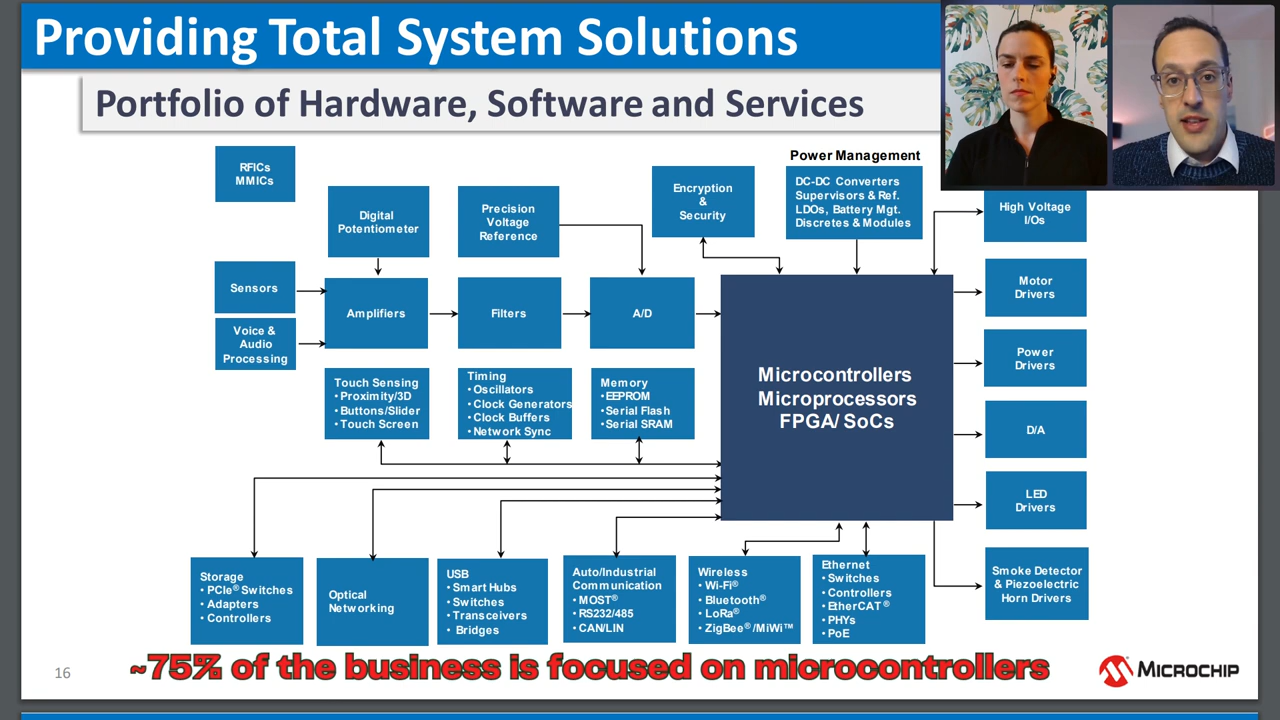 Providing Total System Solutions
Portfolio of Hardware, Software and Services
RFICs
MMICs
Digital
Potentiometer
Precision
Voltage
Reference
Encryption
&
Security
Power Management
DC-DC Converters
Supervisors & Ref.
LDOs, Battery Mgt.
Discretes & Modules
High Voltage
I/Os
Sensors
Voice &
Audio
Processing
Amplifiers
Filters
A/D
Microcontrollers
Microprocessors
FPGA/ SoCs
Motor
Drivers
Power
Drivers
D/A
LED
Drivers
Smoke Detector
& Piezoelectric
Horn Drivers
Touch Sensing
• Proximity/3D
• Buttons/Slider
• Touch Screen
Timing
• Oscillators
• Clock Generators
• Clock Buffers
• Network Sync
Memory
• EEPROM
• Serial Flash
• Serial SRAM
Storage
• PCIe® Switches
• Adapters
• Controllers
Optical
Networking
USB
• Smart Hubs
• Switches
• Transceivers
• Bridges
Auto/Industrial
Communication
• MOST®
• RS232/485
• CAN/LIN
Wireless
• Wi-Fi®
• Bluetooth®
• LoRa®
• ZigBee®/MiWi™
Ethernet
• Switches
• Controllers
• EtherCAT®
• PHYs
• PoE
16
~75% of the business is focused on microcontrollers
MICROCHIP